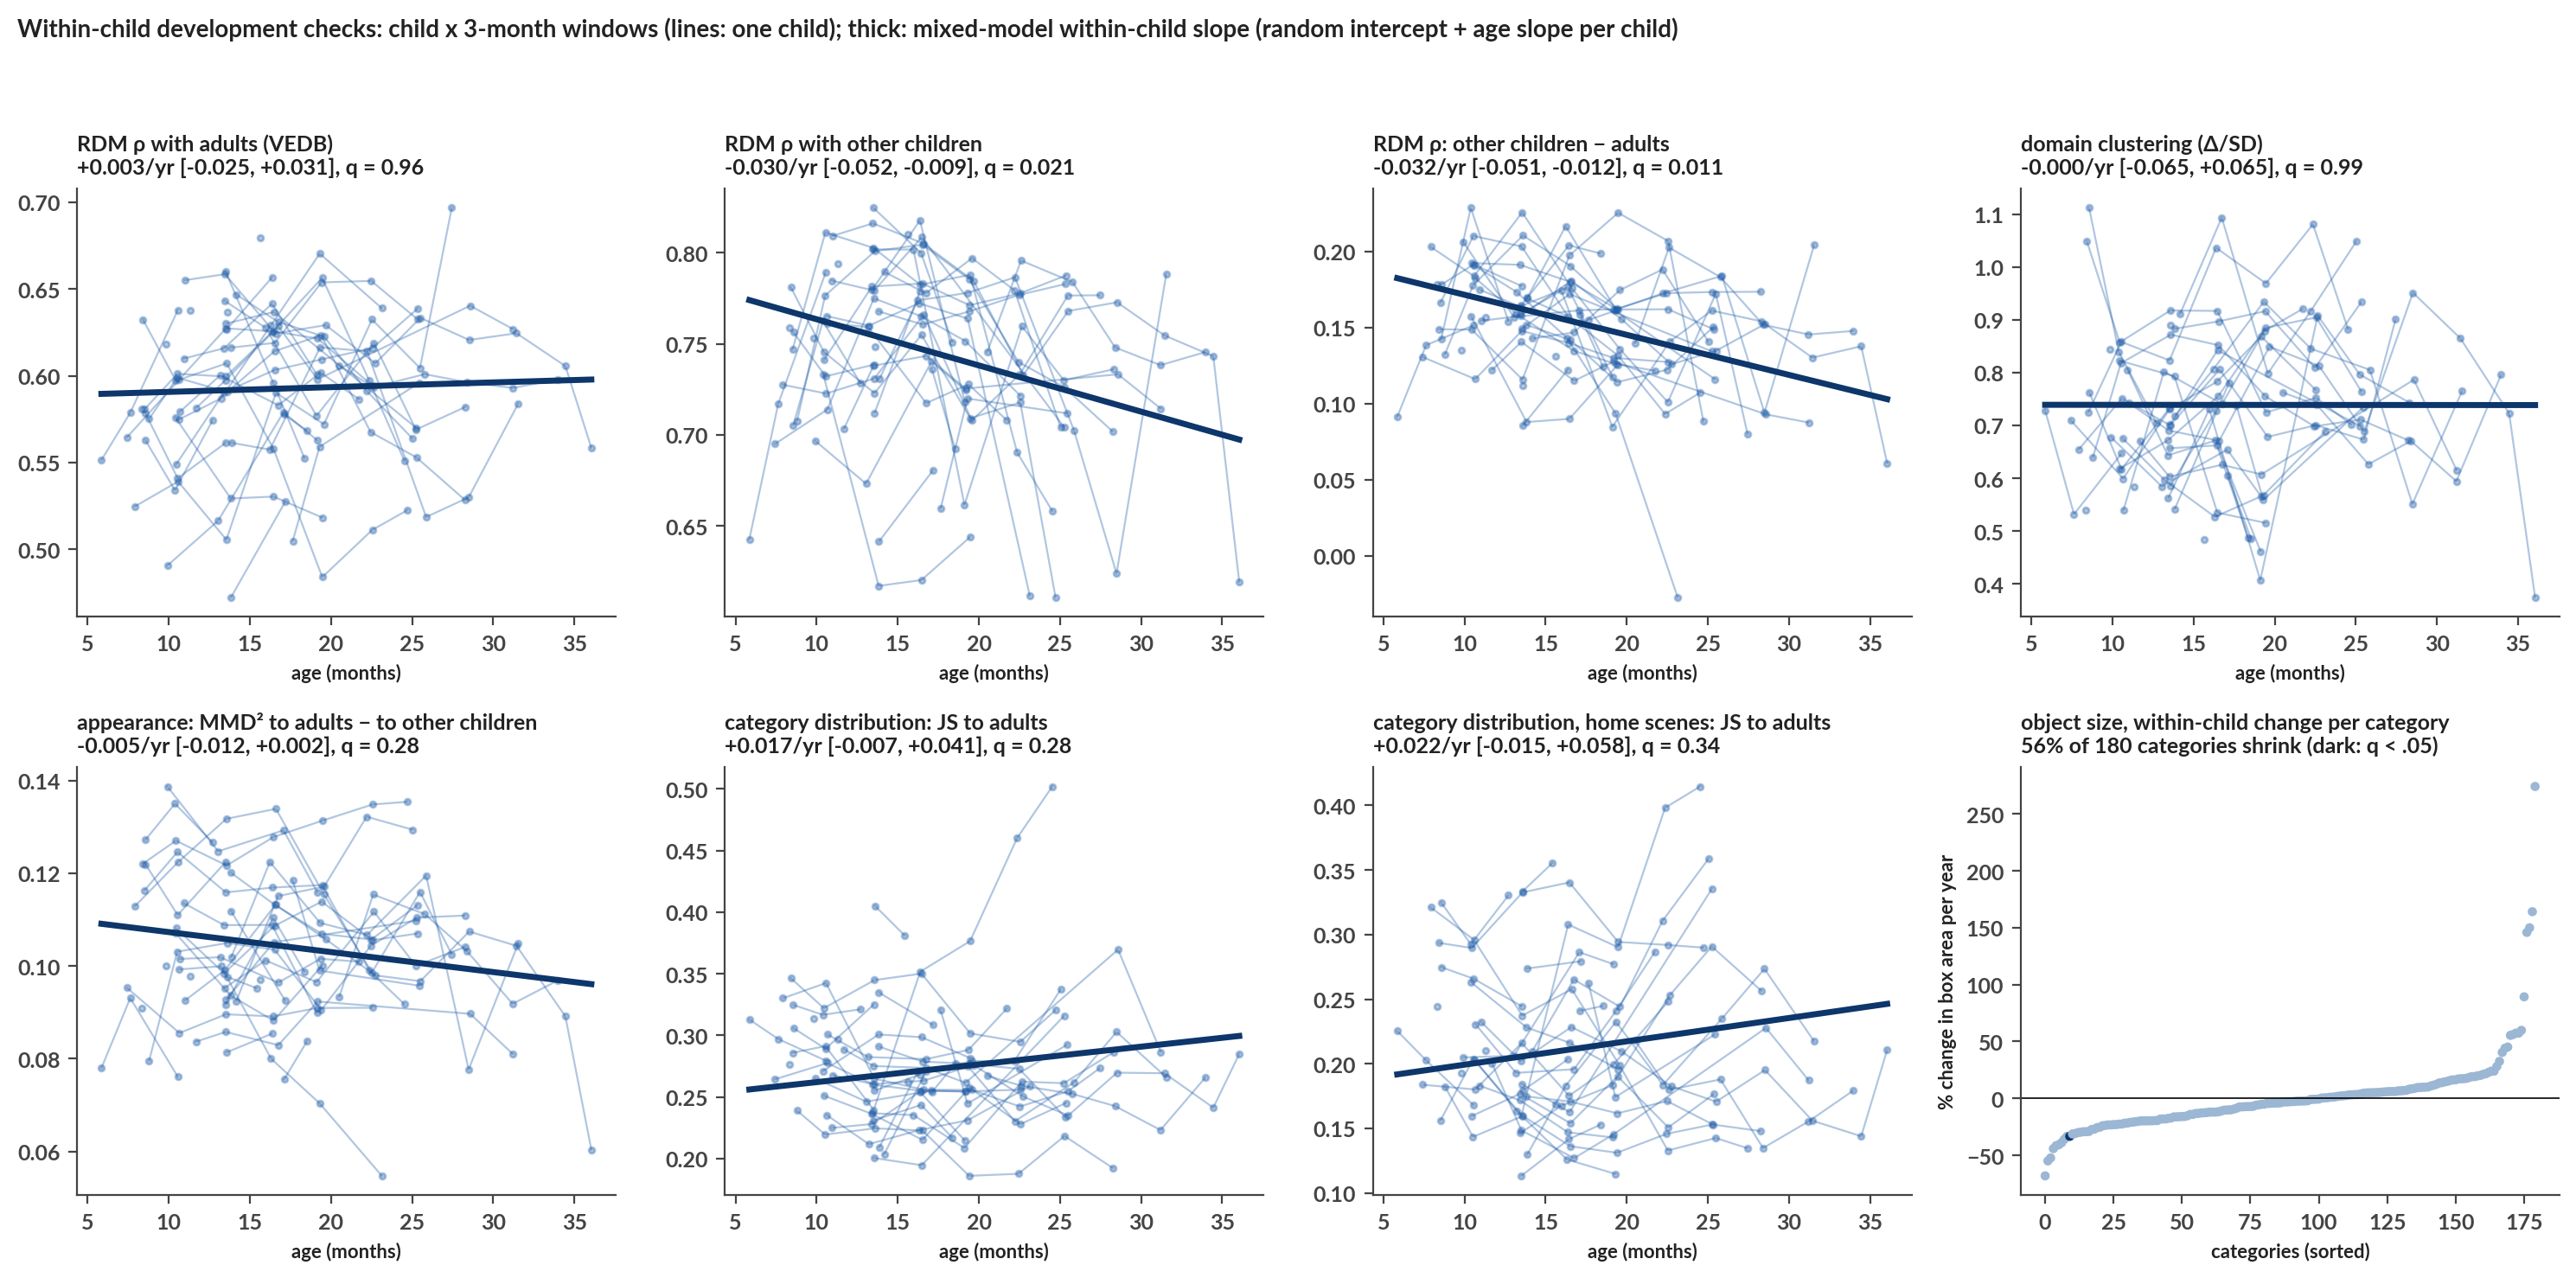 Within-child development checks: child x 3-month windows (lines: one child); thick: mixed-model within-child slope (random intercept + age slope per child)
RDM ρ with adults (VEDB)
+0.003/yr [-0.025, +0.031], q = 0.96
0.70
0.65
0.60
0.55
0.50
5 10 15 20 25 30 35
age (months)
RDM ρ with other children
-0.030/yr [-0.052, -0.009], q = 0.021
0.80
0.75
0.70
0.65
5 10 15 20 25 30 35
age (months)
RDM ρ: other children − adults
-0.032/yr [-0.051, -0.012], q = 0.011
0.20
0.15
0.10
0.05
0.00
5 10 15 20 25 30 35
age (months)
domain clustering (Δ/SD)
-0.000/yr [-0.065, +0.065], q = 0.99
1.1
1.0
0.9
0.8
0.7
0.6
0.5
0.4
5 10 15 20 25 30 35
age (months)
appearance: MMD² to adults − to other children
-0.005/yr [-0.012, +0.002], q = 0.28
0.14
0.12
0.10
0.08
0.06
5 10 15 20 25 30 35
age (months)
category distribution: JS to adults
+0.017/yr [-0.007, +0.041], q = 0.28
0.50
0.45
0.40
0.35
0.30
0.25
0.20
5 10 15 20 25 30 35
age (months)
category distribution, home scenes: JS to adults
+0.022/yr [-0.015, +0.058], q = 0.34
0.40
0.35
0.30
0.25
0.20
0.15
0.10
5 10 15 20 25 30 35
age (months)
object size, within-child change per category
56% of 180 categories shrink (dark: q < .05)
% change in box area per year
250
200
150
100
50
0
−50
0 25 50 75 100 125 150 175
categories (sorted)